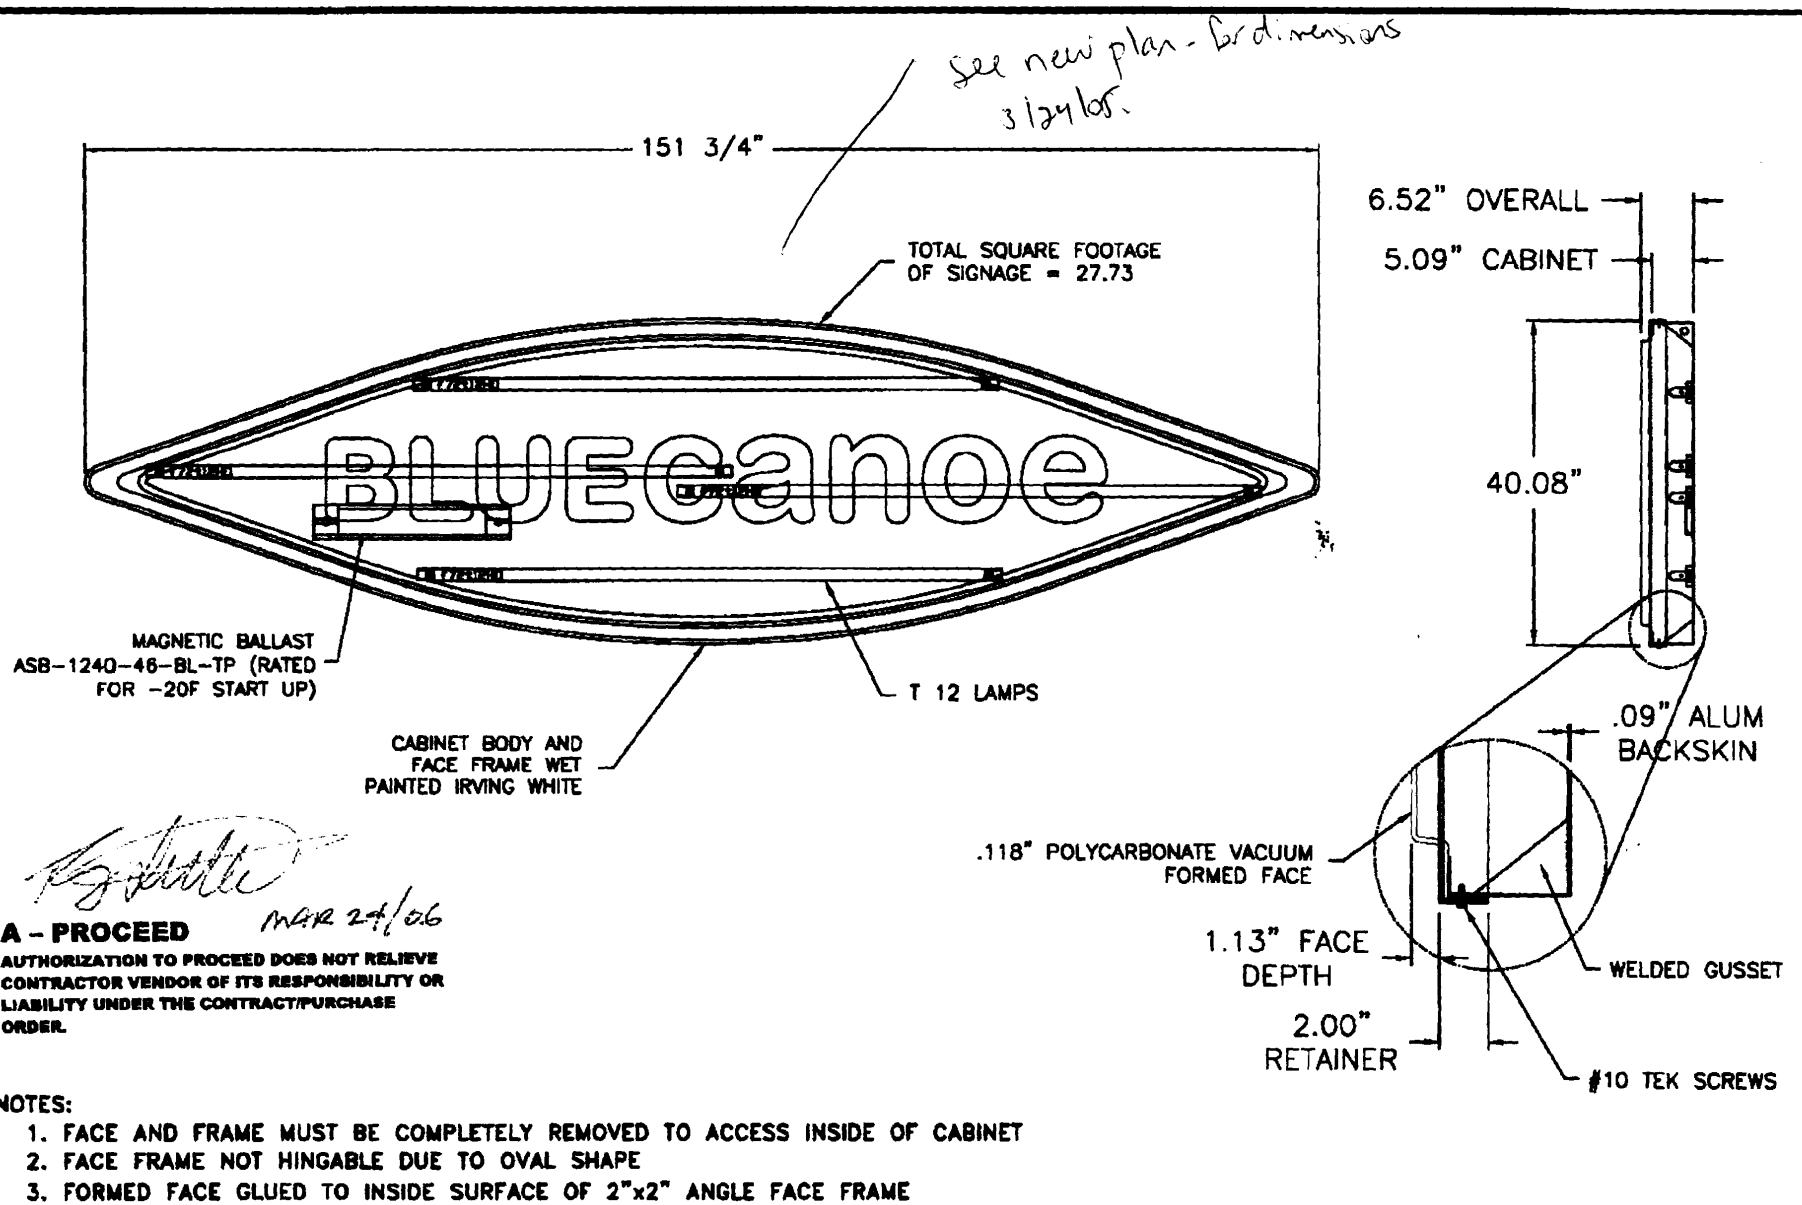 see new plan - for dimensions
3/24/05.
151 3/4"
6.52" OVERALL
5.09" CABINET
TOTAL SQUARE FOOTAGE
OF SIGNAGE = 27.73
BLUEcanoe
40.08"
MAGNETIC BALLAST
ASB-1240-46-BL-TP (RATED
FOR -20F START UP)
T 12 LAMPS
CABINET BODY AND
FACE FRAME WET
PAINTED IRVING WHITE
.09" ALUM
BACKSKIN
.118" POLYCARBONATE VACUUM
FORMED FACE
1.13" FACE
DEPTH
WELDED GUSSET
2.00"
RETAINER
#10 TEK SCREWS
MAR 24/06
A - PROCEED
AUTHORIZATION TO PROCEED DOES NOT RELIEVE
CONTRACTOR VENDOR OF ITS RESPONSIBILITY OR
LIABILITY UNDER THE CONTRACT/PURCHASE
ORDER.
NOTES:
1. FACE AND FRAME MUST BE COMPLETELY REMOVED TO ACCESS INSIDE OF CABINET
2. FACE FRAME NOT HINGABLE DUE TO OVAL SHAPE
3. FORMED FACE GLUED TO INSIDE SURFACE OF 2"x2" ANGLE FACE FRAME